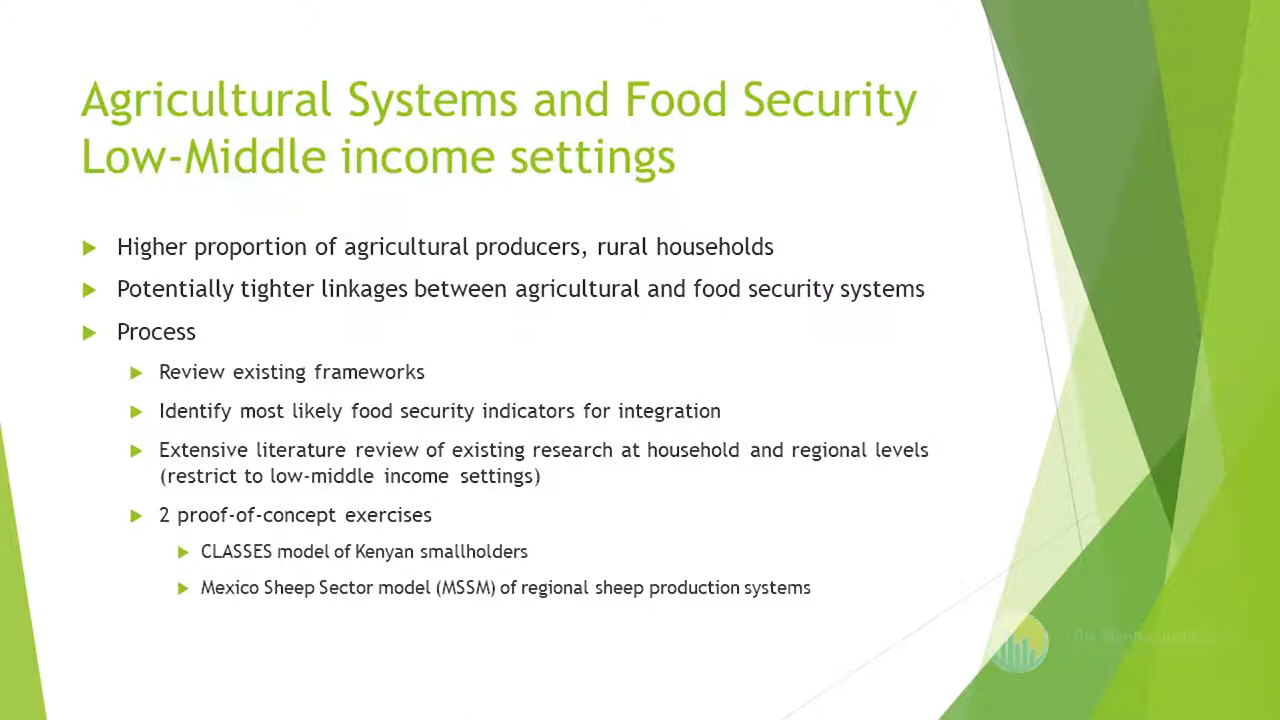 Agricultural Systems and Food Security
Low-Middle income settings
Higher proportion of agricultural producers, rural households
Potentially tighter linkages between agricultural and food security systems
Process
Review existing frameworks
Identify most likely food security indicators for integration
Extensive literature review of existing research at household and regional levels
(restrict to low-middle income settings)
2 proof-of-concept exercises
CLASSES model of Kenyan smallholders
Mexico Sheep Sector model (MSSM) of regional sheep production systems